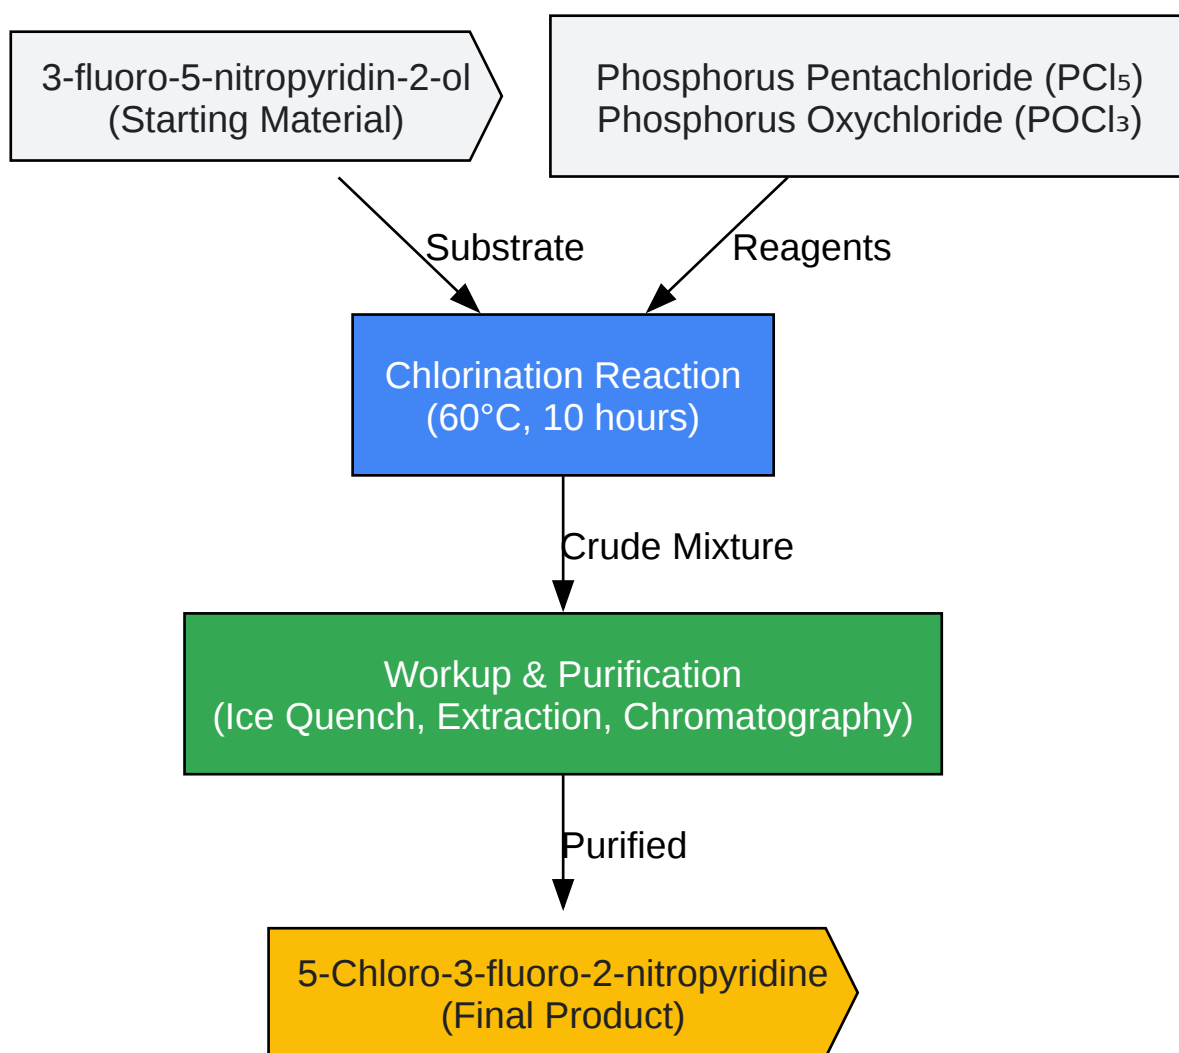 3-fluoro-5-nitropyridin-2-ol
(Starting Material)
Phosphorus Pentachloride (PCl₅)
Phosphorus Oxychloride (POCl₃)
Substrate
Reagents
Chlorination Reaction
(60°C, 10 hours)
Crude Mixture
Workup & Purification
(Ice Quench, Extraction, Chromatography)
Purified
5-Chloro-3-fluoro-2-nitropyridine
(Final Product)